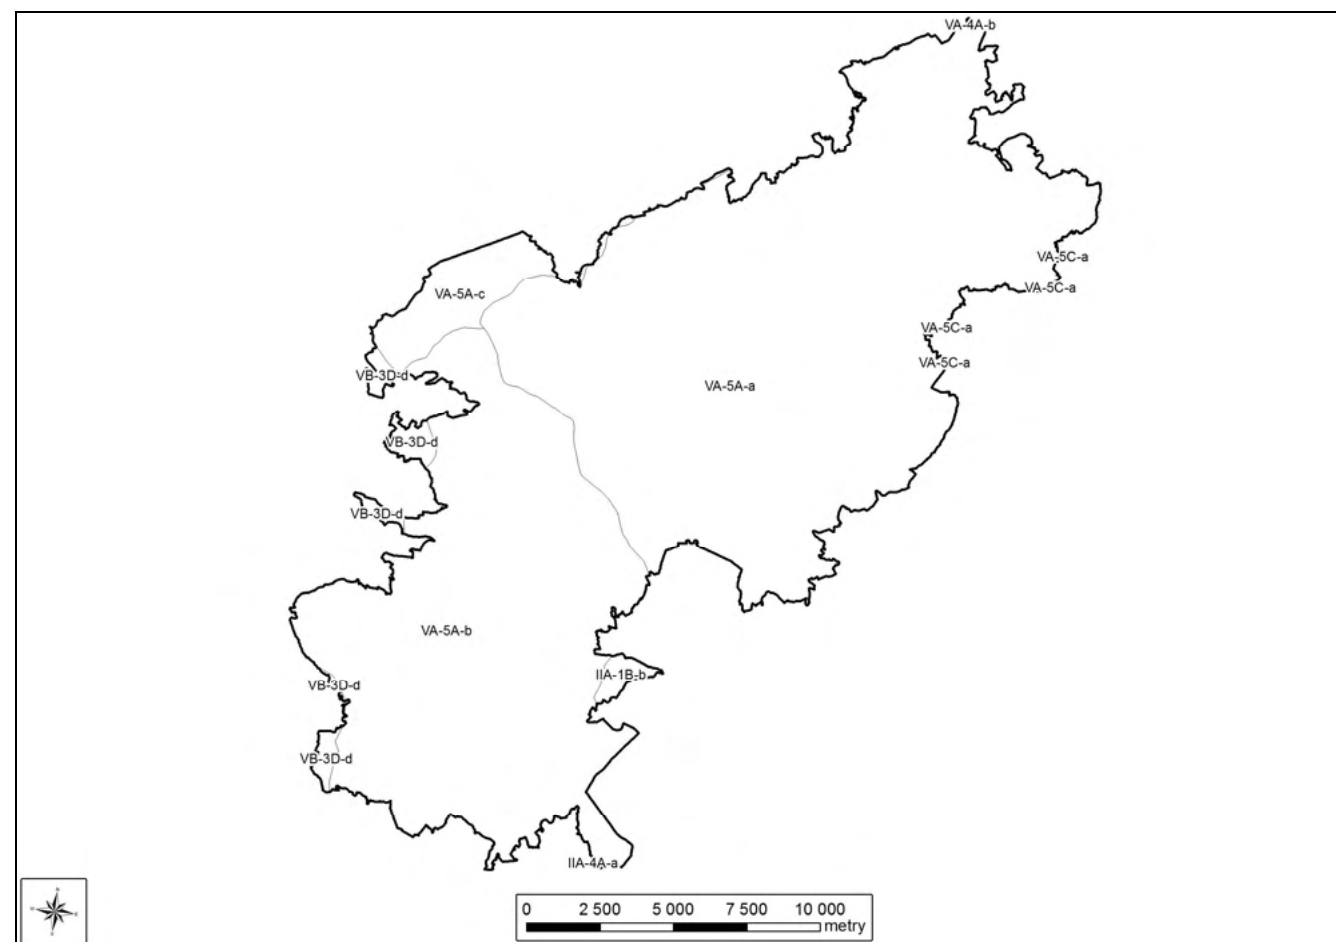 VA-4A-b
VA-5C-a
VA-5C-a
VA-5A-c
VA-5C-a
VA-5C-a
VB-3D-d
VA-5A-a
VB-3D-d
VB-3D-d
VA-5A-b
IIA-1B-b
VB-3D-d
VB-3D-d
IIA-4A-a
0 2 500 5 000 7 500 10 000
metry